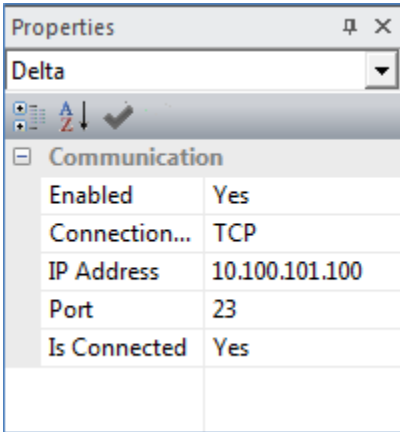 Properties
Delta
A Z
Communication
Enabled Yes
Connection... TCP
IP Address 10.100.101.100
Port 23
Is Connected Yes